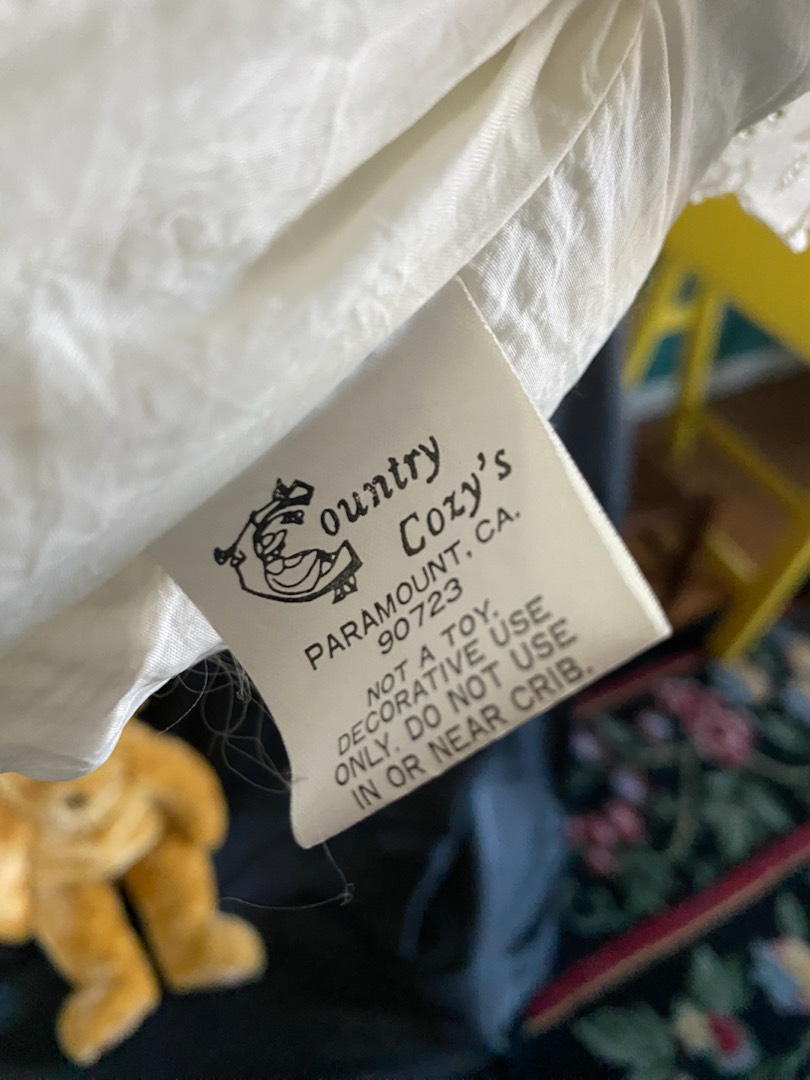 Country
Cozy's
PARAMOUNT, CA.
90723
NOT A TOY.
DECORATIVE USE
ONLY. DO NOT USE
IN OR NEAR CRIB.